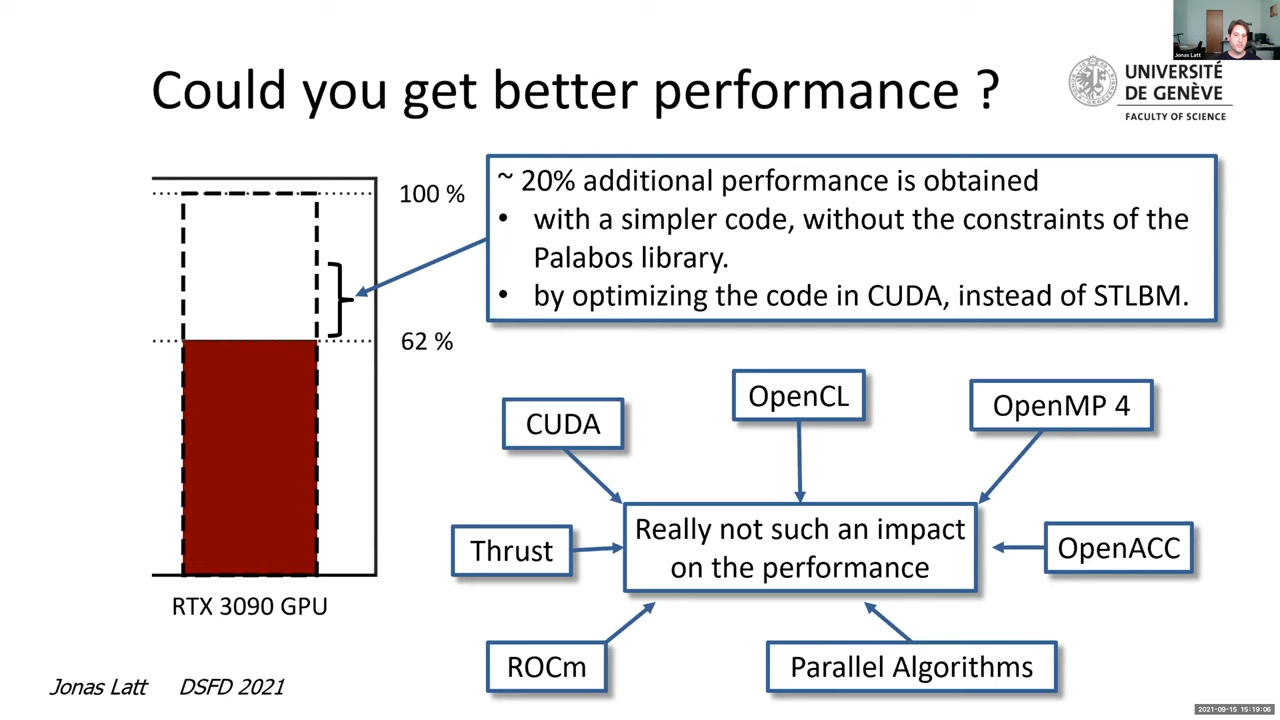 Jonas Latt
Could you get better performance ?
UNIVERSITÉ
DE GENÈVE
FACULTY OF SCIENCE
100 %
62 %
RTX 3090 GPU
~ 20% additional performance is obtained
• with a simpler code, without the constraints of the
Palabos library.
• by optimizing the code in CUDA, instead of STLBM.
CUDA
OpenCL
OpenMP 4
Thrust
Really not such an impact
on the performance
OpenACC
ROCm
Parallel Algorithms
Jonas Latt DSFD 2021
2021-09-15 15:19:06